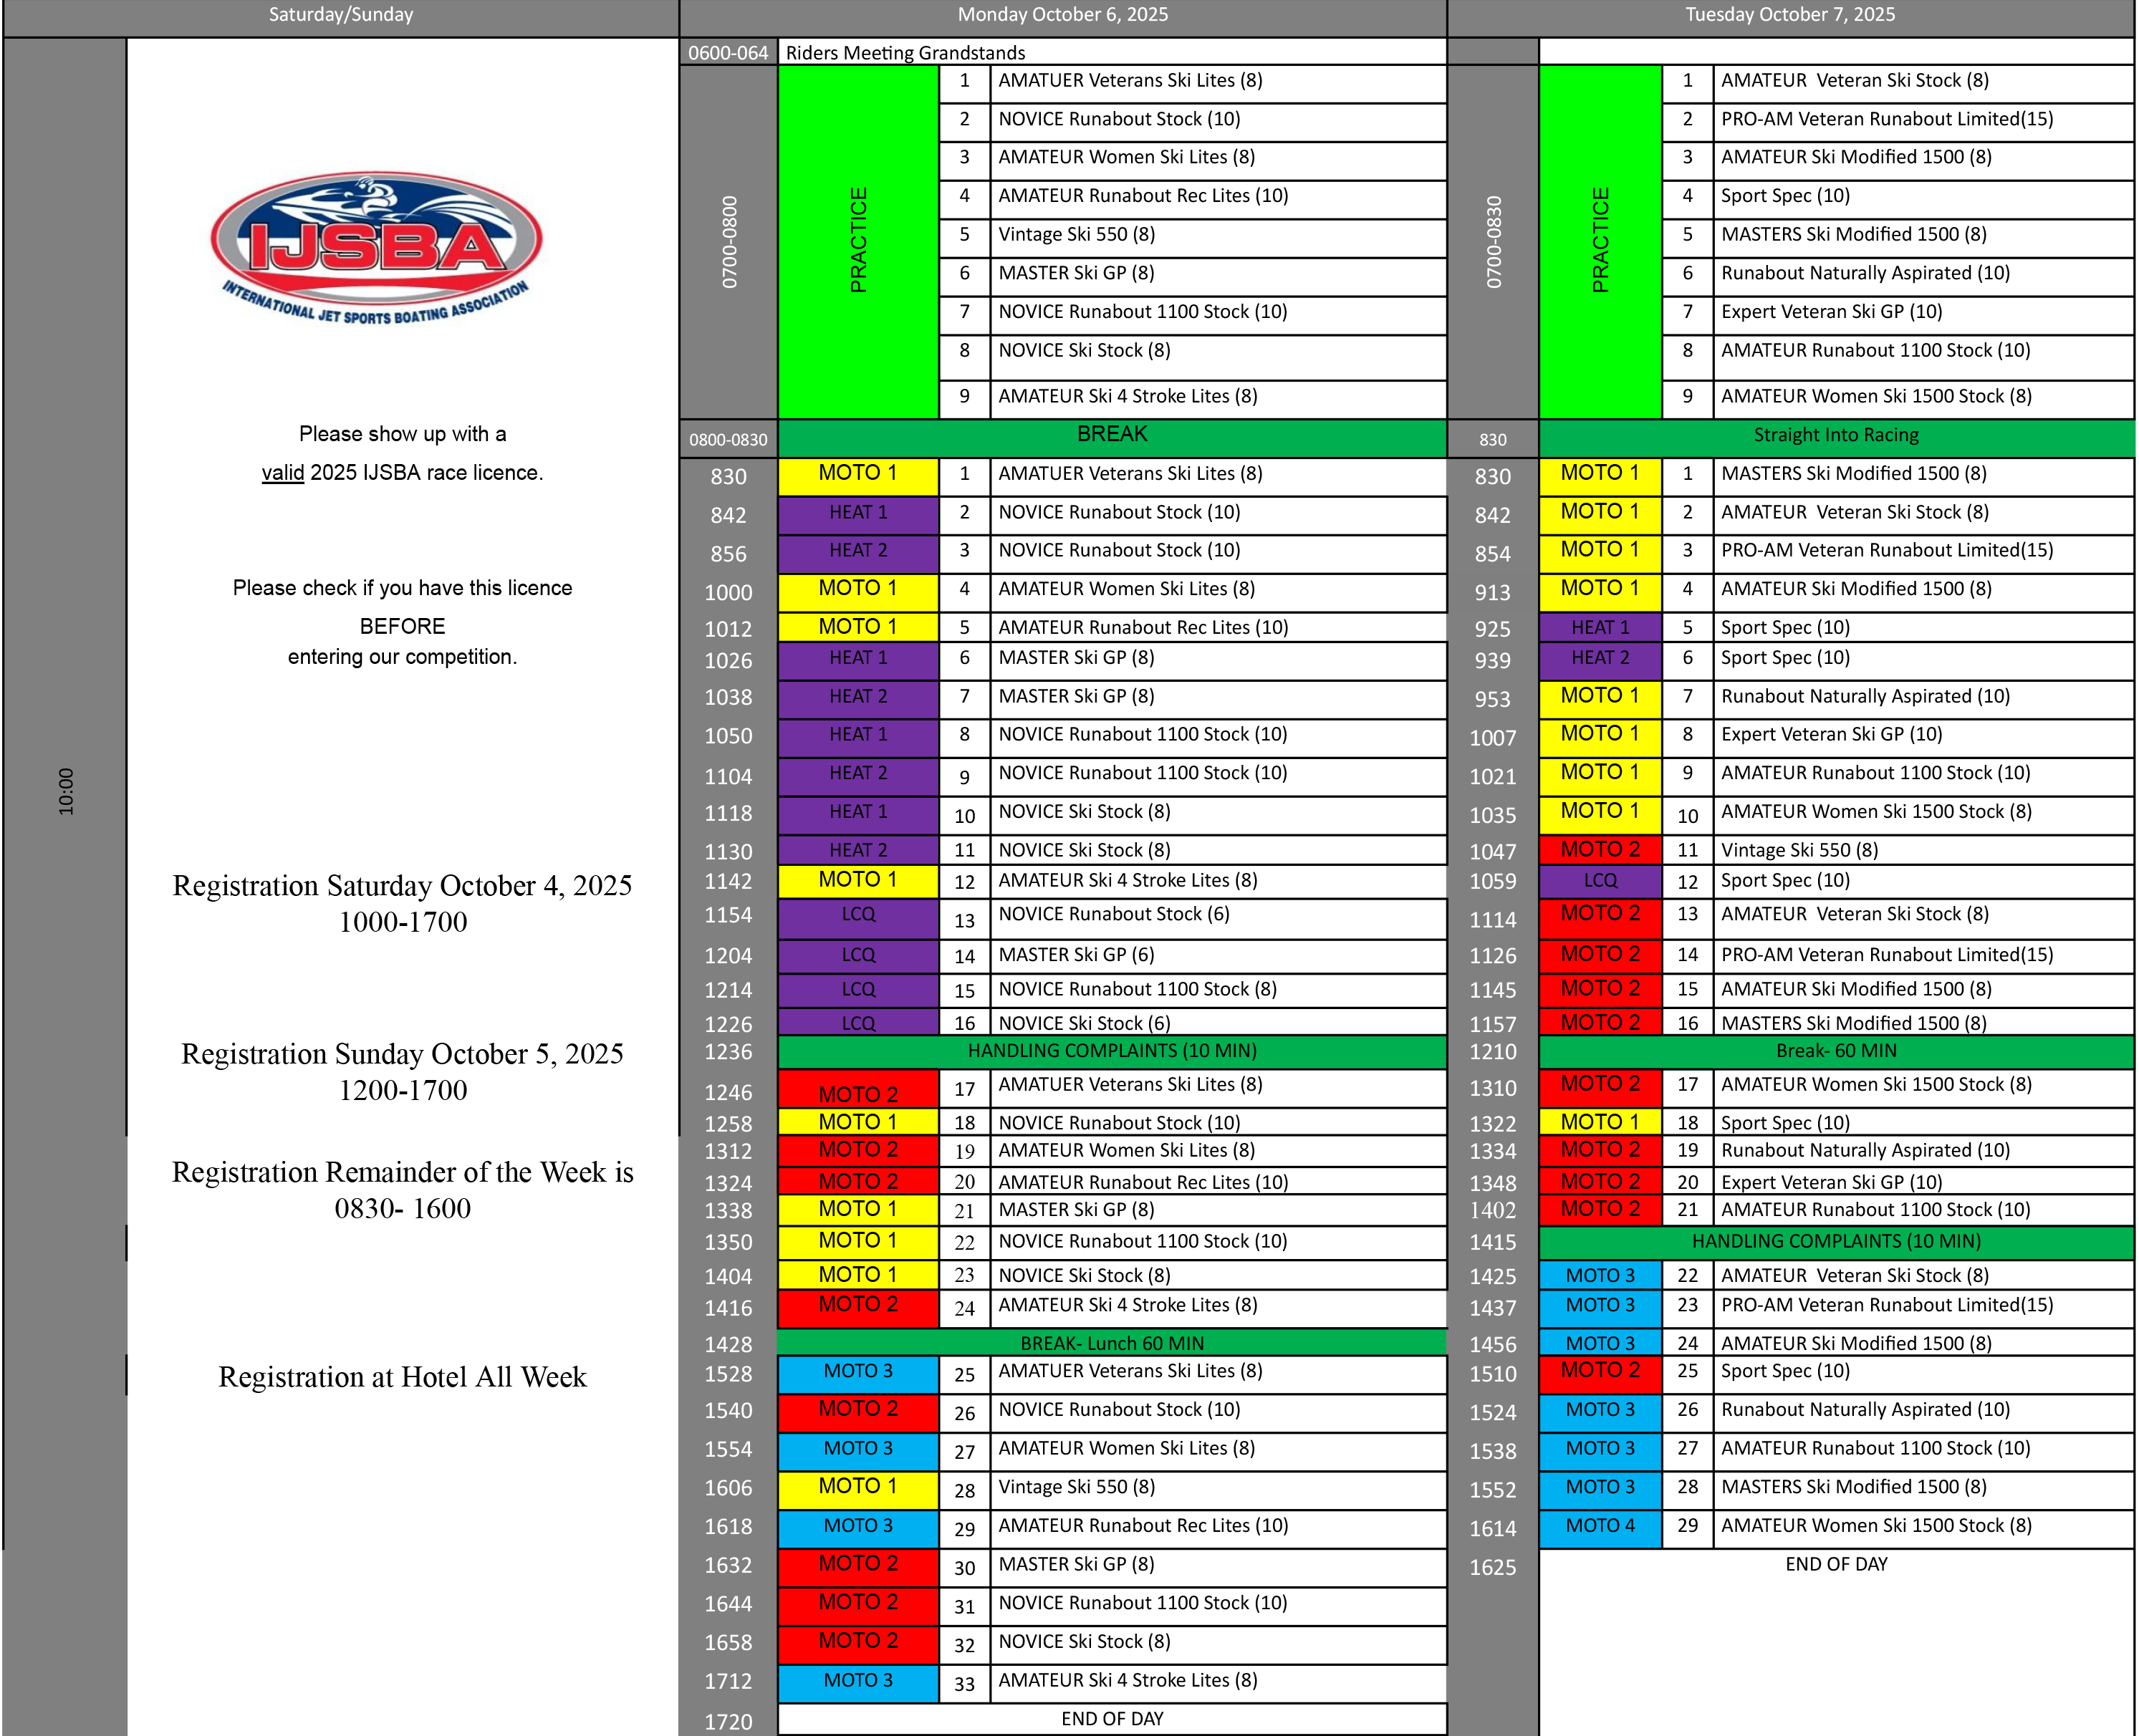 Saturday/Sunday
Monday October 6, 2025
Tuesday October 7, 2025
10:00
IJSBA
INTERNATIONAL JET SPORTS BOATING ASSOCIATION
Please show up with a
valid 2025 IJSBA race licence.
Please check if you have this licence
BEFORE
entering our competition.
Registration Saturday October 4, 2025
1000-1700
Registration Sunday October 5, 2025
1200-1700
Registration Remainder of the Week is
0830- 1600
Registration at Hotel All Week
0600-064 Riders Meeting Grandstands
0700-0800 PRACTICE
1 AMATUER Veterans Ski Lites (8)
2 NOVICE Runabout Stock (10)
3 AMATEUR Women Ski Lites (8)
4 AMATEUR Runabout Rec Lites (10)
5 Vintage Ski 550 (8)
6 MASTER Ski GP (8)
7 NOVICE Runabout 1100 Stock (10)
8 NOVICE Ski Stock (8)
9 AMATEUR Ski 4 Stroke Lites (8)
0800-0830 BREAK
830 MOTO 1 1 AMATUER Veterans Ski Lites (8)
842 HEAT 1 2 NOVICE Runabout Stock (10)
856 HEAT 2 3 NOVICE Runabout Stock (10)
1000 MOTO 1 4 AMATEUR Women Ski Lites (8)
1012 MOTO 1 5 AMATEUR Runabout Rec Lites (10)
1026 HEAT 1 6 MASTER Ski GP (8)
1038 HEAT 2 7 MASTER Ski GP (8)
1050 HEAT 1 8 NOVICE Runabout 1100 Stock (10)
1104 HEAT 2 9 NOVICE Runabout 1100 Stock (10)
1118 HEAT 1 10 NOVICE Ski Stock (8)
1130 HEAT 2 11 NOVICE Ski Stock (8)
1142 MOTO 1 12 AMATEUR Ski 4 Stroke Lites (8)
1154 LCQ 13 NOVICE Runabout Stock (6)
1204 LCQ 14 MASTER Ski GP (6)
1214 LCQ 15 NOVICE Runabout 1100 Stock (8)
1226 LCQ 16 NOVICE Ski Stock (6)
1236 HANDLING COMPLAINTS (10 MIN)
1246 MOTO 2 17 AMATUER Veterans Ski Lites (8)
1258 MOTO 1 18 NOVICE Runabout Stock (10)
1312 MOTO 2 19 AMATEUR Women Ski Lites (8)
1324 MOTO 2 20 AMATEUR Runabout Rec Lites (10)
1338 MOTO 1 21 MASTER Ski GP (8)
1350 MOTO 1 22 NOVICE Runabout 1100 Stock (10)
1404 MOTO 1 23 NOVICE Ski Stock (8)
1416 MOTO 2 24 AMATEUR Ski 4 Stroke Lites (8)
1428 BREAK- Lunch 60 MIN
1528 MOTO 3 25 AMATUER Veterans Ski Lites (8)
1540 MOTO 2 26 NOVICE Runabout Stock (10)
1554 MOTO 3 27 AMATEUR Women Ski Lites (8)
1606 MOTO 1 28 Vintage Ski 550 (8)
1618 MOTO 3 29 AMATEUR Runabout Rec Lites (10)
1632 MOTO 2 30 MASTER Ski GP (8)
1644 MOTO 2 31 NOVICE Runabout 1100 Stock (10)
1658 MOTO 2 32 NOVICE Ski Stock (8)
1712 MOTO 3 33 AMATEUR Ski 4 Stroke Lites (8)
1720 END OF DAY
0700-0830 PRACTICE
1 AMATEUR Veteran Ski Stock (8)
2 PRO-AM Veteran Runabout Limited(15)
3 AMATEUR Ski Modified 1500 (8)
4 Sport Spec (10)
5 MASTERS Ski Modified 1500 (8)
6 Runabout Naturally Aspirated (10)
7 Expert Veteran Ski GP (10)
8 AMATEUR Runabout 1100 Stock (10)
9 AMATEUR Women Ski 1500 Stock (8)
830 Straight Into Racing
830 MOTO 1 1 MASTERS Ski Modified 1500 (8)
842 MOTO 1 2 AMATEUR Veteran Ski Stock (8)
854 MOTO 1 3 PRO-AM Veteran Runabout Limited(15)
913 MOTO 1 4 AMATEUR Ski Modified 1500 (8)
925 HEAT 1 5 Sport Spec (10)
939 HEAT 2 6 Sport Spec (10)
953 MOTO 1 7 Runabout Naturally Aspirated (10)
1007 MOTO 1 8 Expert Veteran Ski GP (10)
1021 MOTO 1 9 AMATEUR Runabout 1100 Stock (10)
1035 MOTO 1 10 AMATEUR Women Ski 1500 Stock (8)
1047 MOTO 2 11 Vintage Ski 550 (8)
1059 LCQ 12 Sport Spec (10)
1114 MOTO 2 13 AMATEUR Veteran Ski Stock (8)
1126 MOTO 2 14 PRO-AM Veteran Runabout Limited(15)
1145 MOTO 2 15 AMATEUR Ski Modified 1500 (8)
1157 MOTO 2 16 MASTERS Ski Modified 1500 (8)
1210 Break- 60 MIN
1310 MOTO 2 17 AMATEUR Women Ski 1500 Stock (8)
1322 MOTO 1 18 Sport Spec (10)
1334 MOTO 2 19 Runabout Naturally Aspirated (10)
1348 MOTO 2 20 Expert Veteran Ski GP (10)
1402 MOTO 2 21 AMATEUR Runabout 1100 Stock (10)
1415 HANDLING COMPLAINTS (10 MIN)
1425 MOTO 3 22 AMATEUR Veteran Ski Stock (8)
1437 MOTO 3 23 PRO-AM Veteran Runabout Limited(15)
1456 MOTO 3 24 AMATEUR Ski Modified 1500 (8)
1510 MOTO 2 25 Sport Spec (10)
1524 MOTO 3 26 Runabout Naturally Aspirated (10)
1538 MOTO 3 27 AMATEUR Runabout 1100 Stock (10)
1552 MOTO 3 28 MASTERS Ski Modified 1500 (8)
1614 MOTO 4 29 AMATEUR Women Ski 1500 Stock (8)
1625 END OF DAY